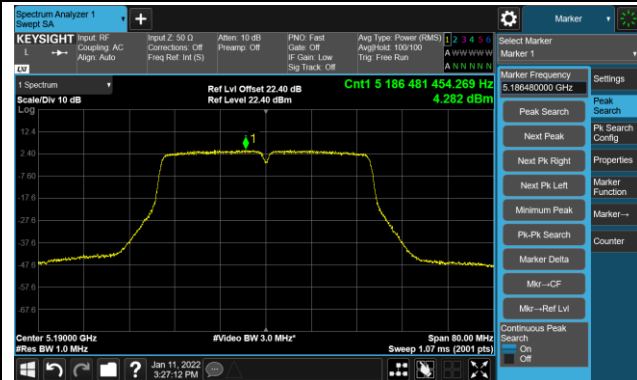 Spectrum Analyzer 1
Swept SA
Marker
KEYSIGHT
L
LXI
Input: RF
Coupling: AC
Align: Auto
Input Z: 50 Ω
Corrections: Off
Freq Ref: Int (S)
Atten: 10 dB
Preamp: Off
PNO: Fast
Gate: Off
IF Gain: Low
Sig Track: Off
Avg Type: Power (RMS)
Avg|Hold: 100/100
Trig: Free Run
1 2 3 4 5 6
A W W W W W
A N N N N N
Select Marker
Marker 1
1 Spectrum
Scale/Div 10 dB
Log
Ref Lvl Offset 22.40 dB
Ref Level 22.40 dBm
Cnt1 5 186 481 454.269 Hz
4.282 dBm
12.4
2.40
-7.60
-17.6
-27.6
-37.6
-47.6
-57.6
-67.6
1
Center 5.19000 GHz
#Res BW 1.0 MHz
#Video BW 3.0 MHz*
Span 80.00 MHz
Sweep 1.07 ms (2001 pts)
Marker Frequency
5.186480000 GHz
Peak Search
Next Peak
Next Pk Right
Next Pk Left
Minimum Peak
Pk-Pk Search
Marker Delta
Mkr→CF
Mkr→Ref Lvl
Continuous Peak
Search
On
Off
Settings
Peak
Search
Pk Search
Config
Properties
Marker
Function
Marker→
Counter
?
Jan 11, 2022
3:27:12 PM